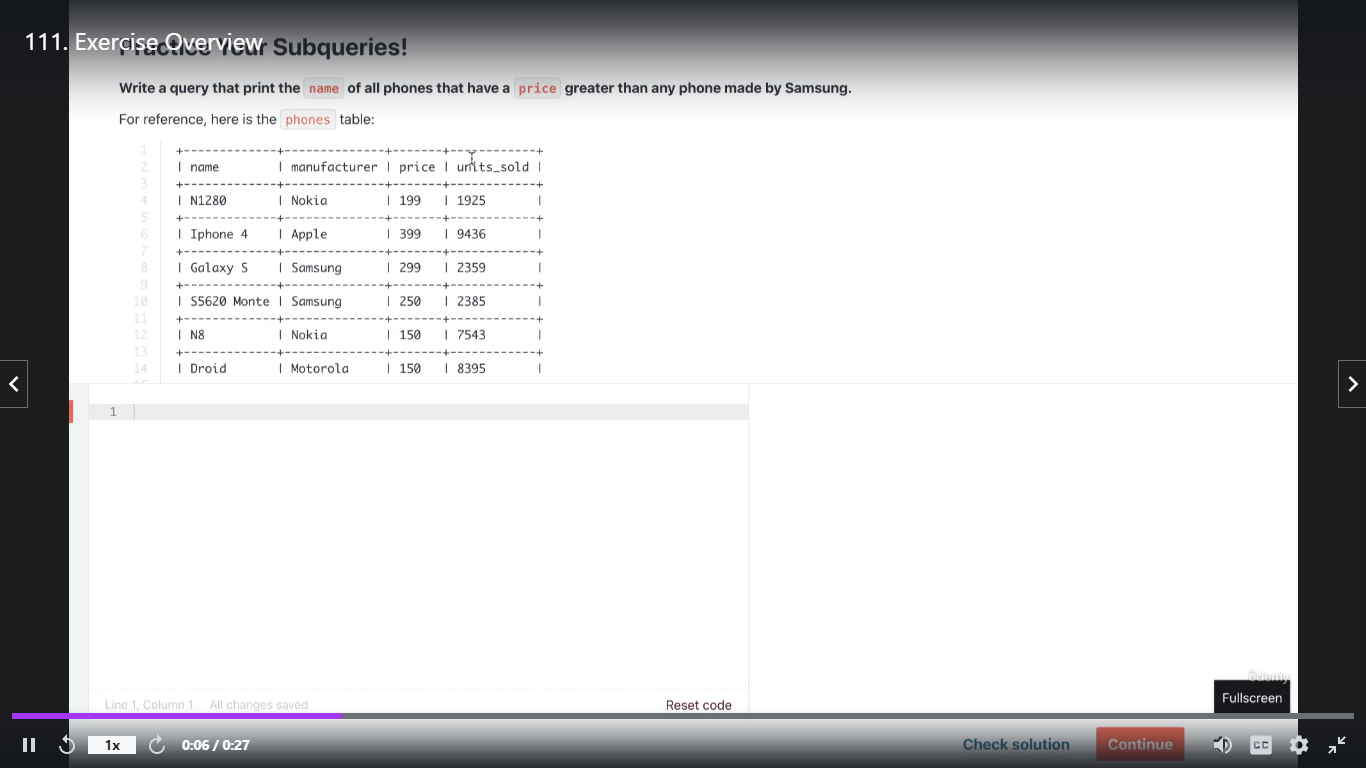 111. Exercise Overview
Practice Your Subqueries!
Write a query that print the name of all phones that have a price greater than any phone made by Samsung.
For reference, here is the phones table:
1 +-------------+--------------+-------+------------+
2 | name | manufacturer | price | units_sold |
3 +-------------+--------------+-------+------------+
4 | N1280 | Nokia | 199 | 1925 |
5 +-------------+--------------+-------+------------+
6 | Iphone 4 | Apple | 399 | 9436 |
7 +-------------+--------------+-------+------------+
8 | Galaxy S | Samsung | 299 | 2359 |
9 +-------------+--------------+-------+------------+
10 | S5620 Monte | Samsung | 250 | 2385 |
11 +-------------+--------------+-------+------------+
12 | N8 | Nokia | 150 | 7543 |
13 +-------------+--------------+-------+------------+
14 | Droid | Motorola | 150 | 8395 |
1
Udemy
Fullscreen
Line 1, Column 1 All changes saved Reset code
1x 0:06 / 0:27 Check solution Continue CC